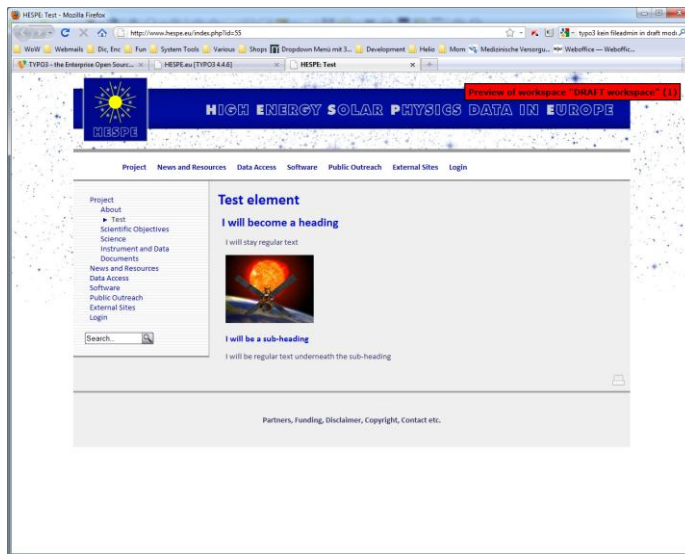 HESPE: Test - Mozilla Firefox
http://www.hespe.eu/index.php?id=55
typo3 kein fileadmin in draft mode
WoW Webmails Dic, Enc Fun System Tools Various Shops Dropdown Menü mit 3... Development Helio Mom Medizinische Versorgu... Weboffice — Weboffic...
TYPO3 - the Enterprise Open Sourc... HESPE.eu [TYPO3 4.4.6] HESPE: Test
Preview of workspace "DRAFT workspace" (1)
HIGH ENERGY SOLAR PHYSICS DATA IN EUROPE
HESPE
Project News and Resources Data Access Software Public Outreach External Sites Login
Project
About
Test
Scientific Objectives
Science
Instrument and Data
Documents
News and Resources
Data Access
Software
Public Outreach
External Sites
Login
Search..
Test element
I will become a heading
I will stay regular text
I will be a sub-heading
I will be regular text underneath the sub-heading
Partners, Funding, Disclaimer, Copyright, Contact etc.